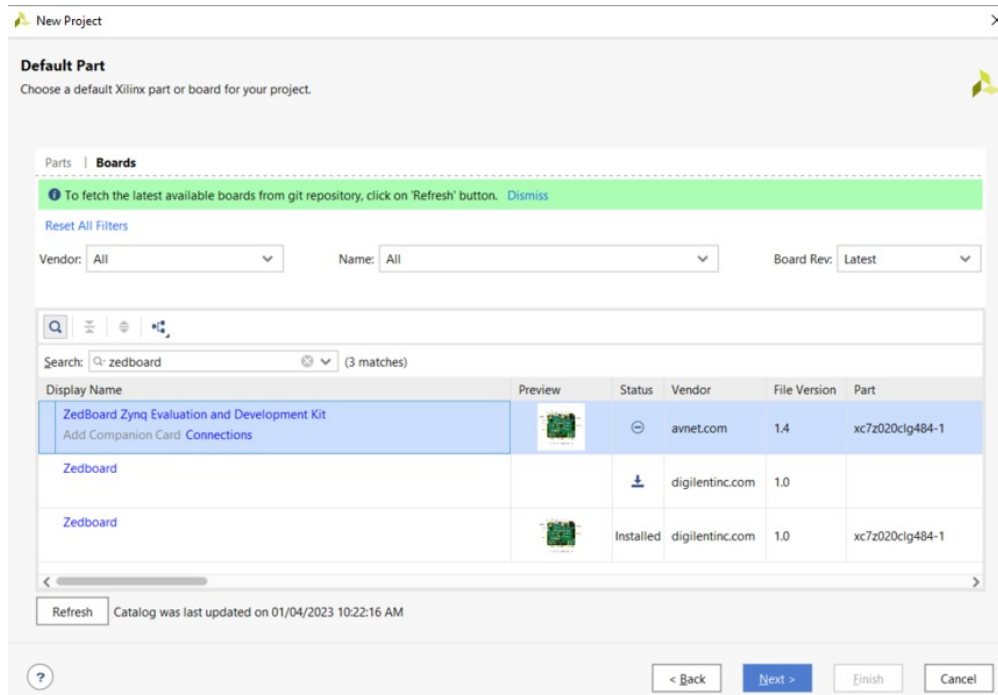 New Project
Default Part
Choose a default Xilinx part or board for your project.
Parts | Boards
To fetch the latest available boards from git repository, click on 'Refresh' button. Dismiss
Reset All Filters
Vendor: All Name: All Board Rev: Latest
Search: zedboard (3 matches)
Display Name Preview Status Vendor File Version Part
ZedBoard Zynq Evaluation and Development Kit
Add Companion Card Connections avnet.com 1.4 xc7z020clg484-1
Zedboard
digilentinc.com 1.0
Zedboard
Installed digilentinc.com 1.0 xc7z020clg484-1
Refresh Catalog was last updated on 01/04/2023 10:22:16 AM
? < Back Next > Finish Cancel